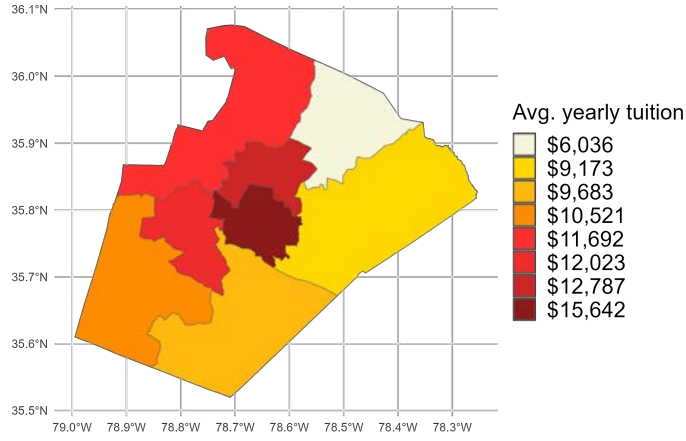 36.1°N
36.0°N
35.9°N
35.8°N
35.7°N
35.6°N
35.5°N
79.0°W 78.9°W 78.8°W 78.7°W 78.6°W 78.5°W 78.4°W 78.3°W
Avg. yearly tuition
$6,036
$9,173
$9,683
$10,521
$11,692
$12,023
$12,787
$15,642